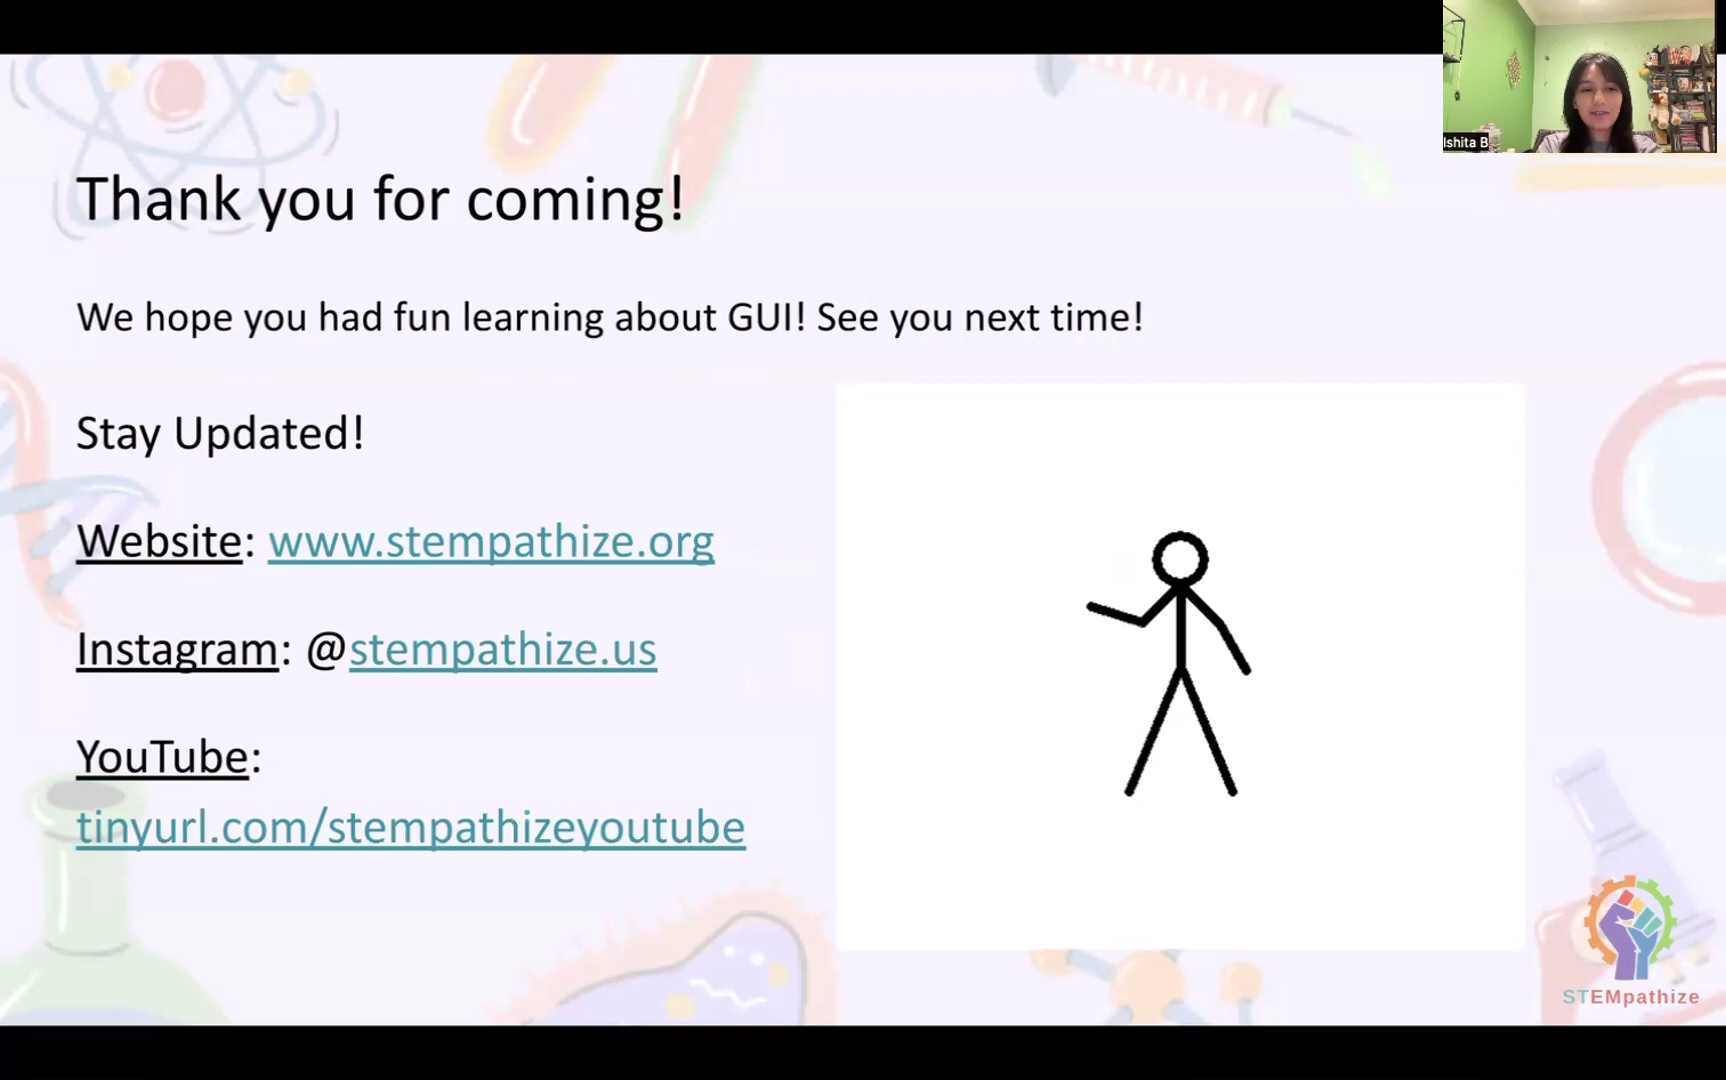 Ishita B
Thank you for coming!
We hope you had fun learning about GUI! See you next time!
Stay Updated!
Website: www.stempathize.org
Instagram: @stempathize.us
YouTube:
tinyurl.com/stempathizeyoutube
STEMpathize